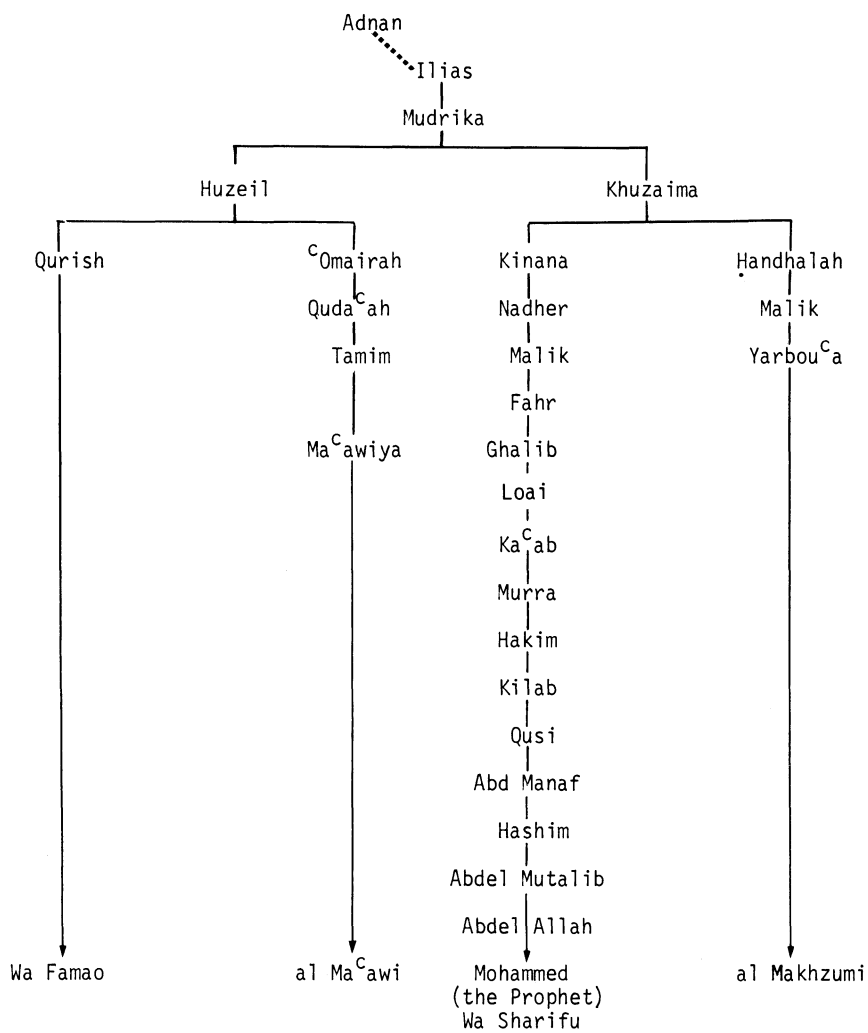 Adnan
Ilias
Mudrika
Huzeil Khuzaima
Qurish ᶜOmairah Kinana Ḥandhalah
Qudaᶜah Nadher Malik
Tamim Malik Yarbouᶜa
Fahr
Maᶜawiya Ghalib
Loai
Kaᶜab
Murra
Hakim
Kilab
Qusi
Abd Manaf
Hashim
Abdel Mutalib
Abdel Allah
Wa Famao al Maᶜawi Mohammed al Makhzumi
(the Prophet)
Wa Sharifu